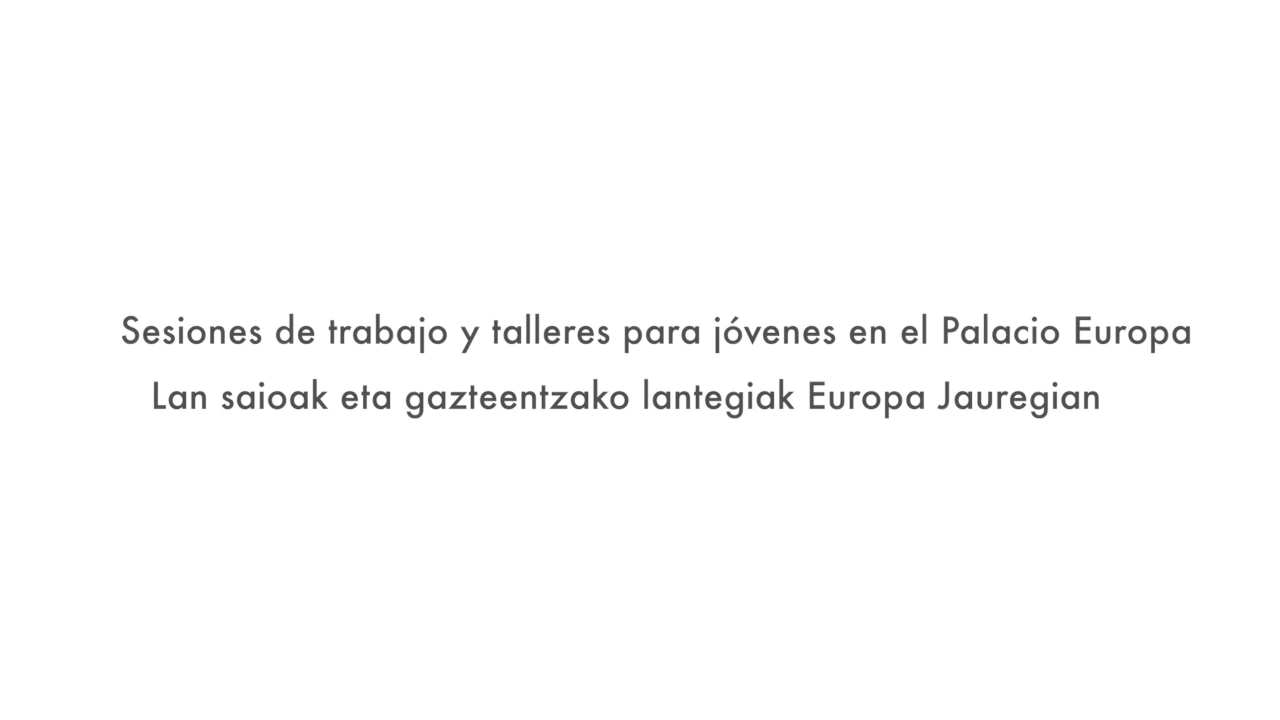 Sesiones de trabajo y talleres para jóvenes en el Palacio Europa
Lan saioak eta gazteentzako lantegiak Europa Jauregian